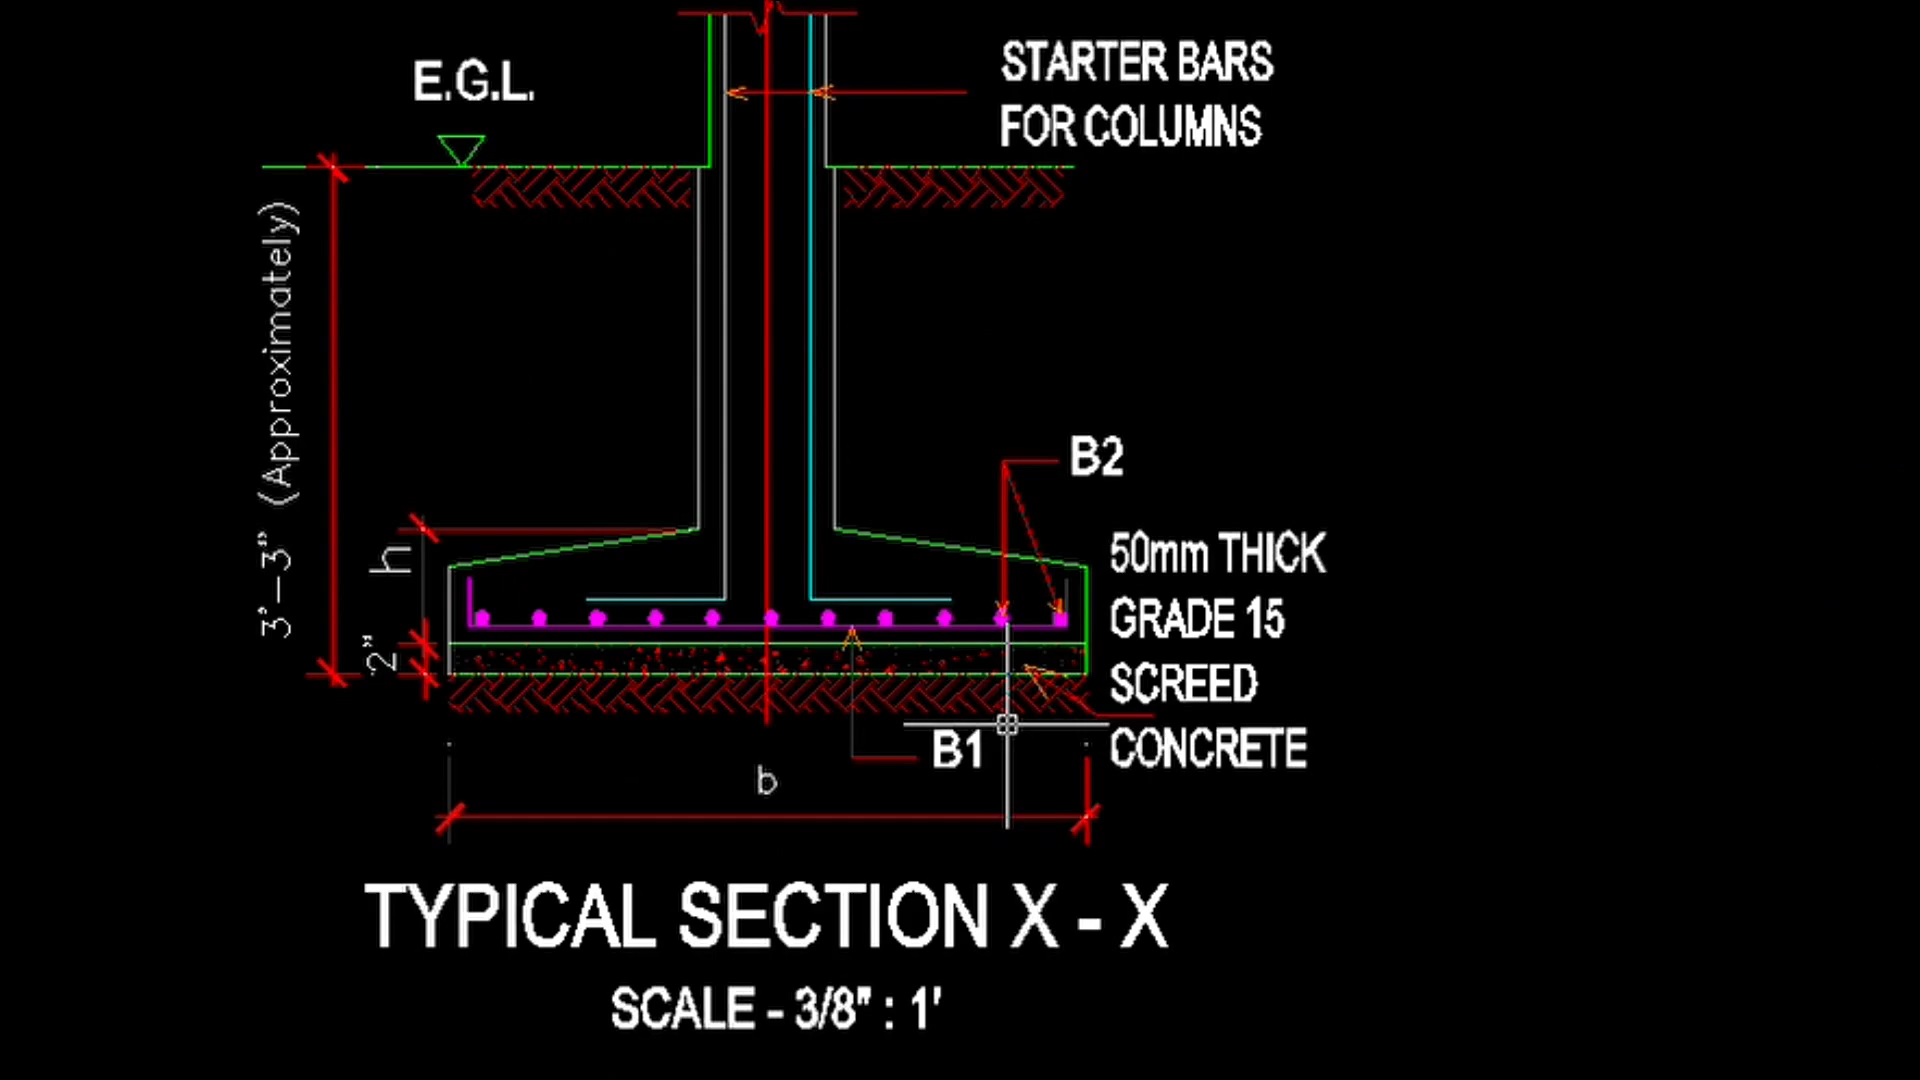 E.G.L.
STARTER BARS
FOR COLUMNS
3'-3" (Approximately)
h
2"
B2
50mm THICK
GRADE 15
SCREED
CONCRETE
B1
b
TYPICAL SECTION X - X
SCALE - 3/8" : 1'